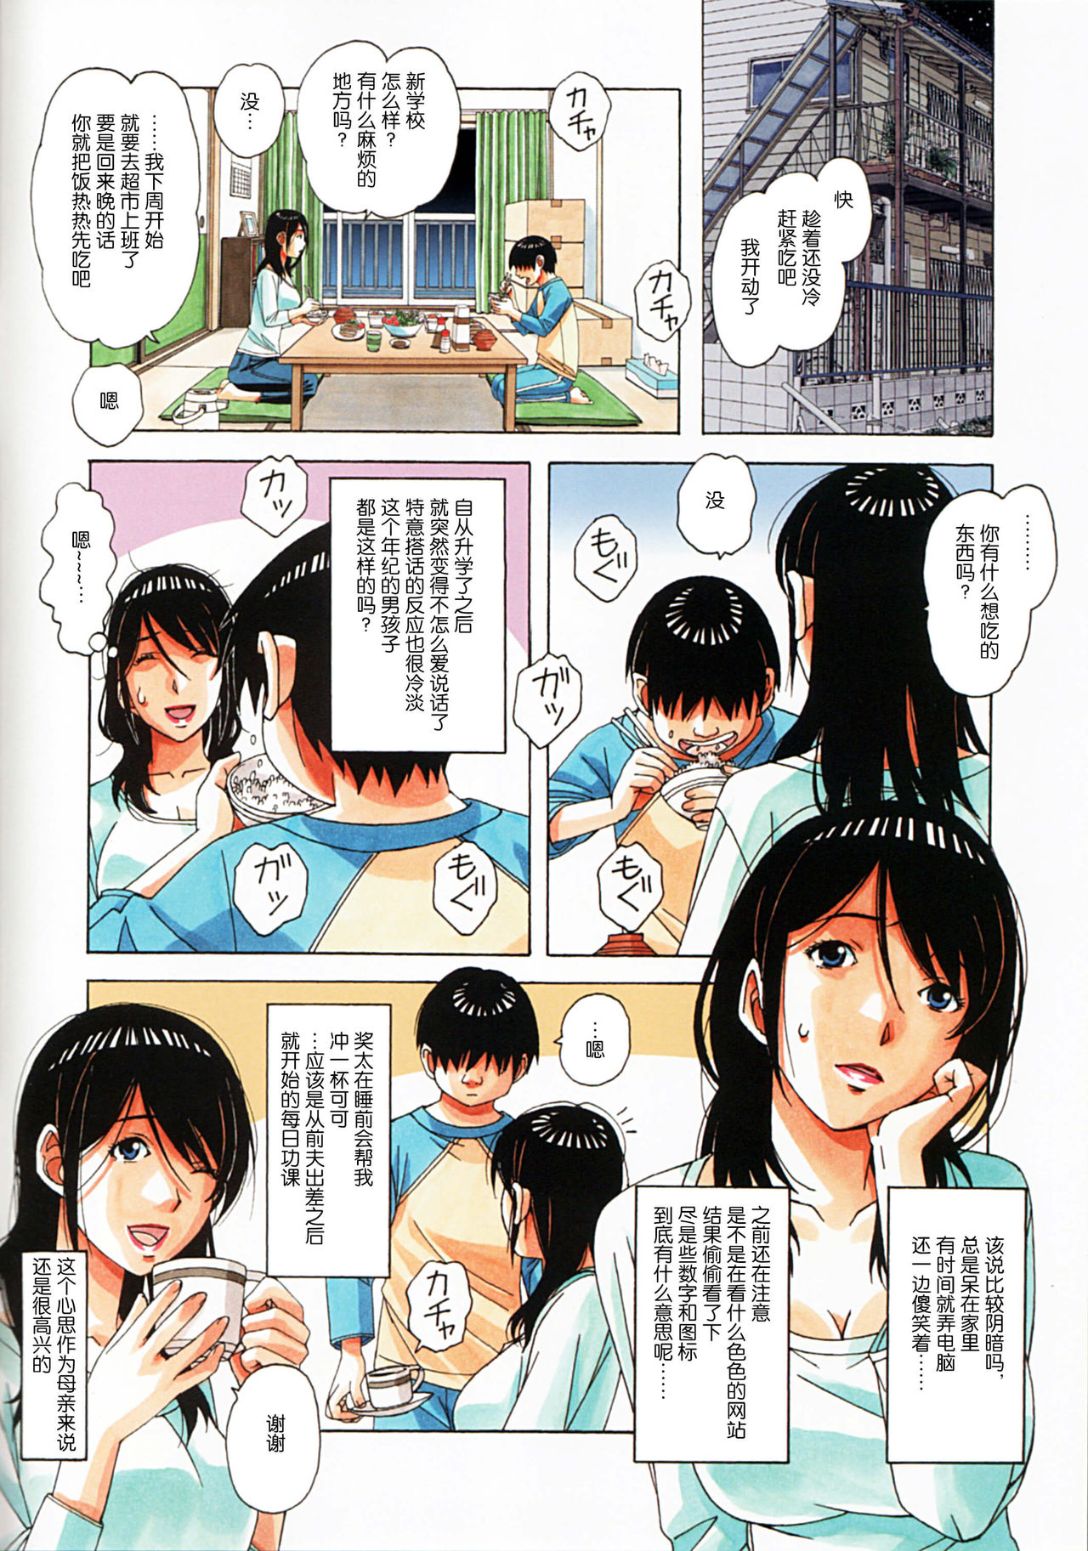 快
趁着还没冷
赶紧吃吧
我开动了
カチャ
カチャ
新学校
怎么样？
有什么麻烦的
地方吗？
没…
……我下周开始
就要去超市上班了
要是回来晚的话
你就把饭热热先吃吧
嗯
………
你有什么想吃的
东西吗？
没
もぐ
ガッ
もぐ
自从升学了之后
就突然变得不怎么爱说话了
特意搭话的反应也很冷淡
这个年纪的男孩子
都是这样的吗？
カッ
嗯~~~……
もぐ
ガッ
该说比较阴暗吗，
总是呆在家里
有时间就弄电脑
还一边傻笑着……
之前还在注意
是不是在看什么色色的网站
结果偷偷看了下
尽是些数字和图标
到底有什么意思呢……
…嗯
カチャ
奖太在睡前会帮我
冲一杯可可
…应该是从前夫出差之后
就开始的每日功课
谢谢
这个心思作为母亲来说
还是很高兴的